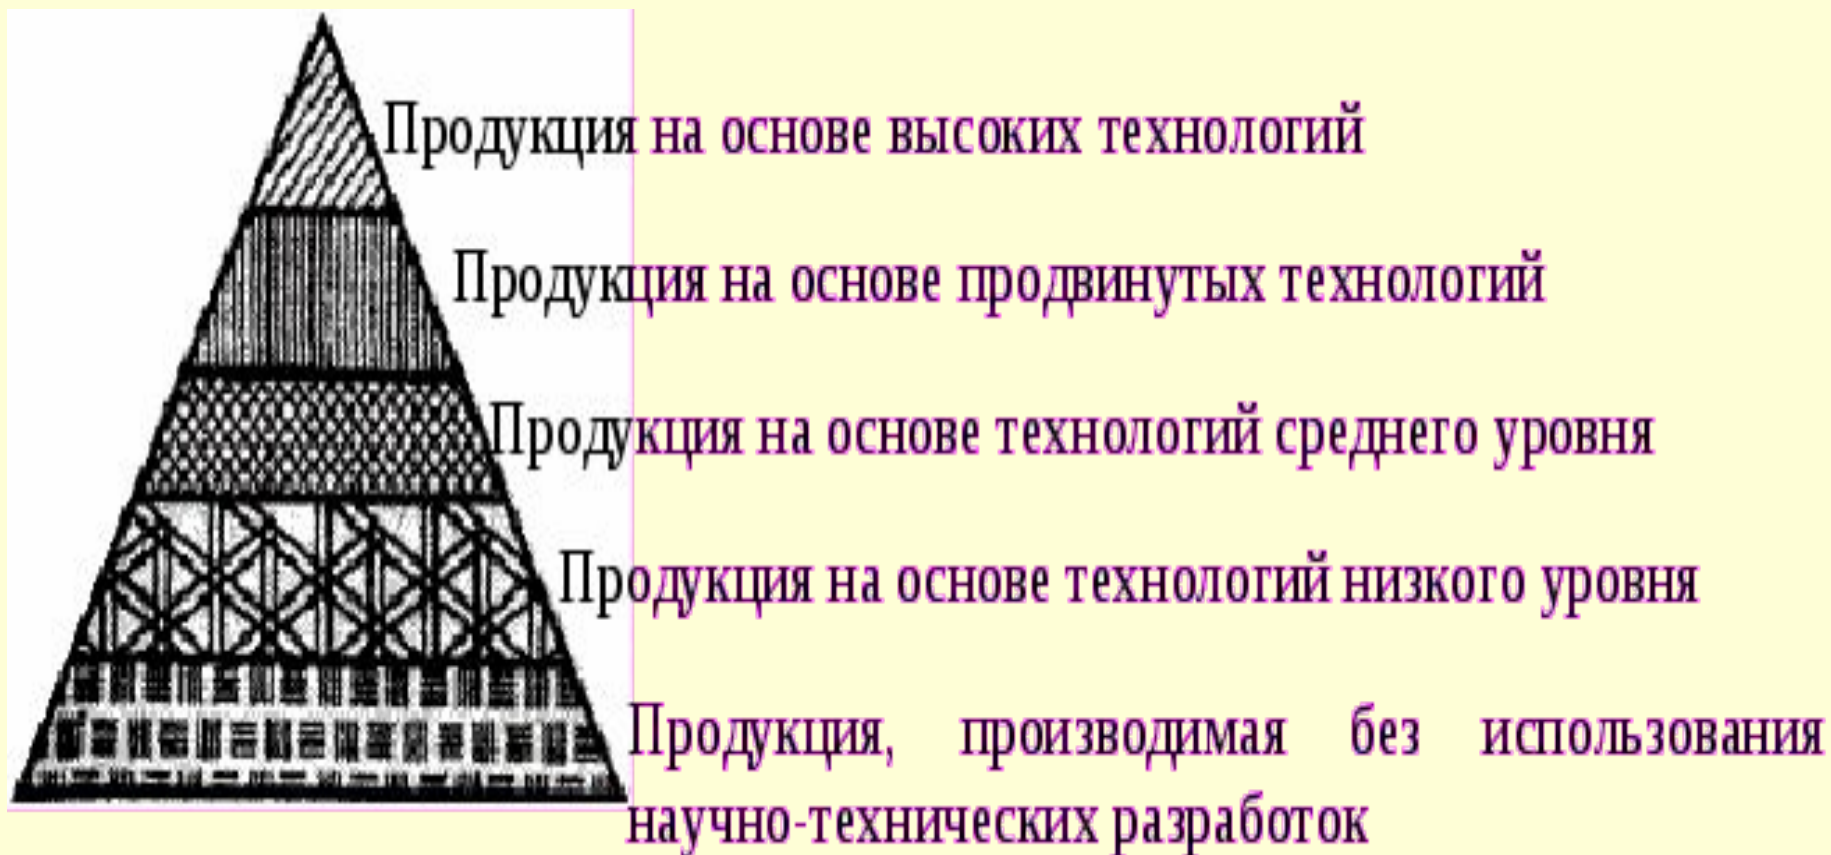 Продукция на основе высоких технологий
Продукция на основе продвинутых технологий
Продукция на основе технологий среднего уровня
Продукция на основе технологий низкого уровня
Продукция, производимая без использования
научно-технических разработок